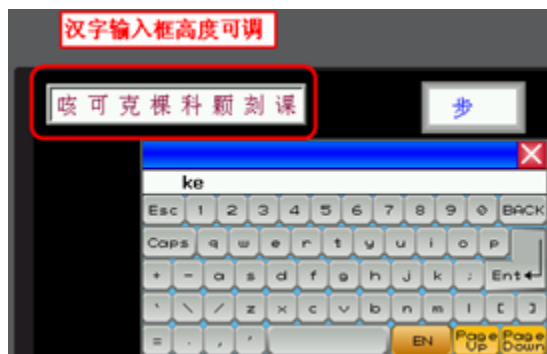 汉字输入框高度可调
咳可克棵科颗刻课
步
ke
Esc 1 2 3 4 5 6 7 8 9 0 BACK
Caps q w e r t y u i o p
+ - a s d f g h j k ; Ent
` \ / z x c v b n m l [ ]
= . , ' EN Page Up Page Down